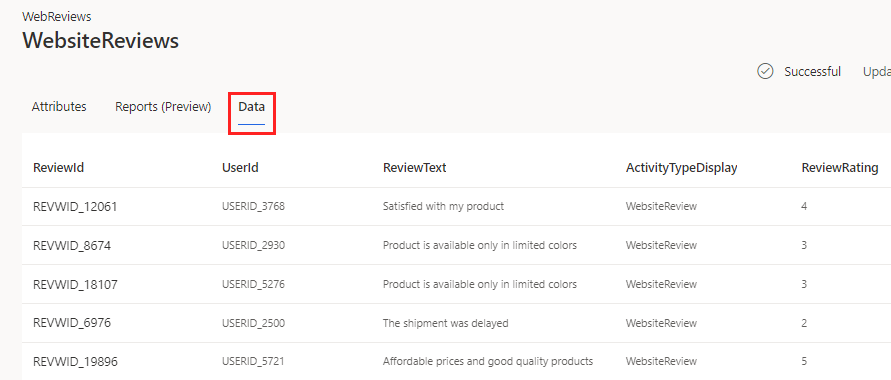 WebReviews
WebsiteReviews
Successful
Attributes Reports (Preview) Data
ReviewId UserId ReviewText ActivityTypeDisplay ReviewRating
REVWID_12061 USERID_3768 Satisfied with my product WebsiteReview 4
REVWID_8674 USERID_2930 Product is available only in limited colors WebsiteReview 3
REVWID_18107 USERID_5276 Product is available only in limited colors WebsiteReview 3
REVWID_6976 USERID_2500 The shipment was delayed WebsiteReview 2
REVWID_19896 USERID_5721 Affordable prices and good quality products WebsiteReview 5